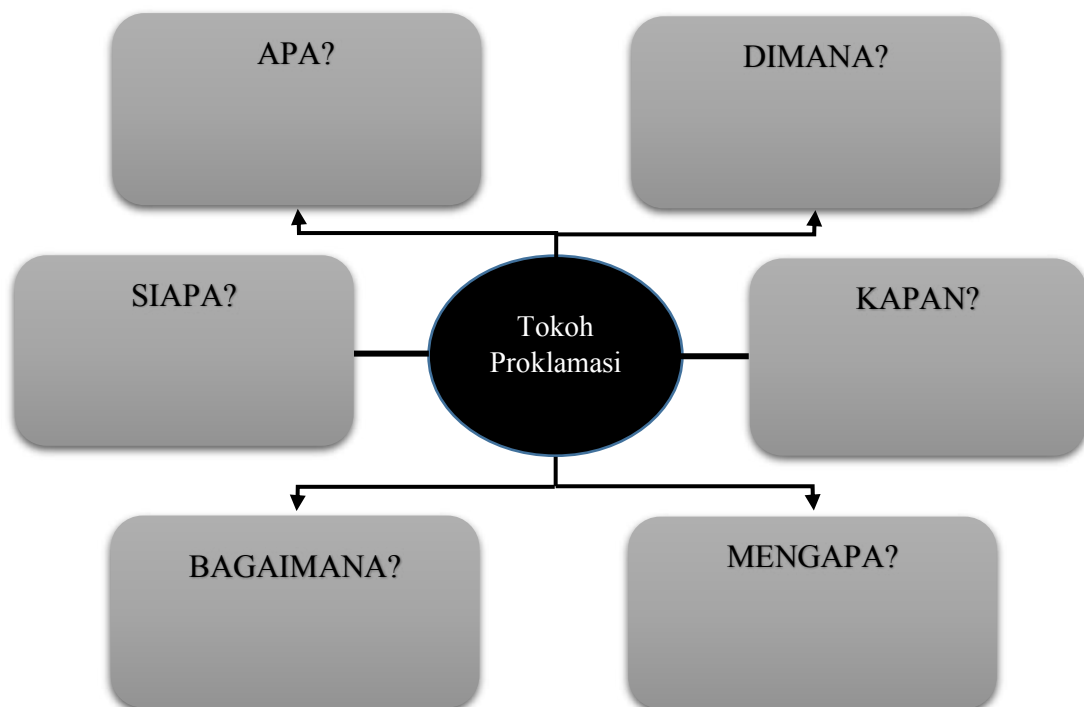 APA?
DIMANA?
SIAPA?
Tokoh
Proklamasi
KAPAN?
BAGAIMANA?
MENGAPA?